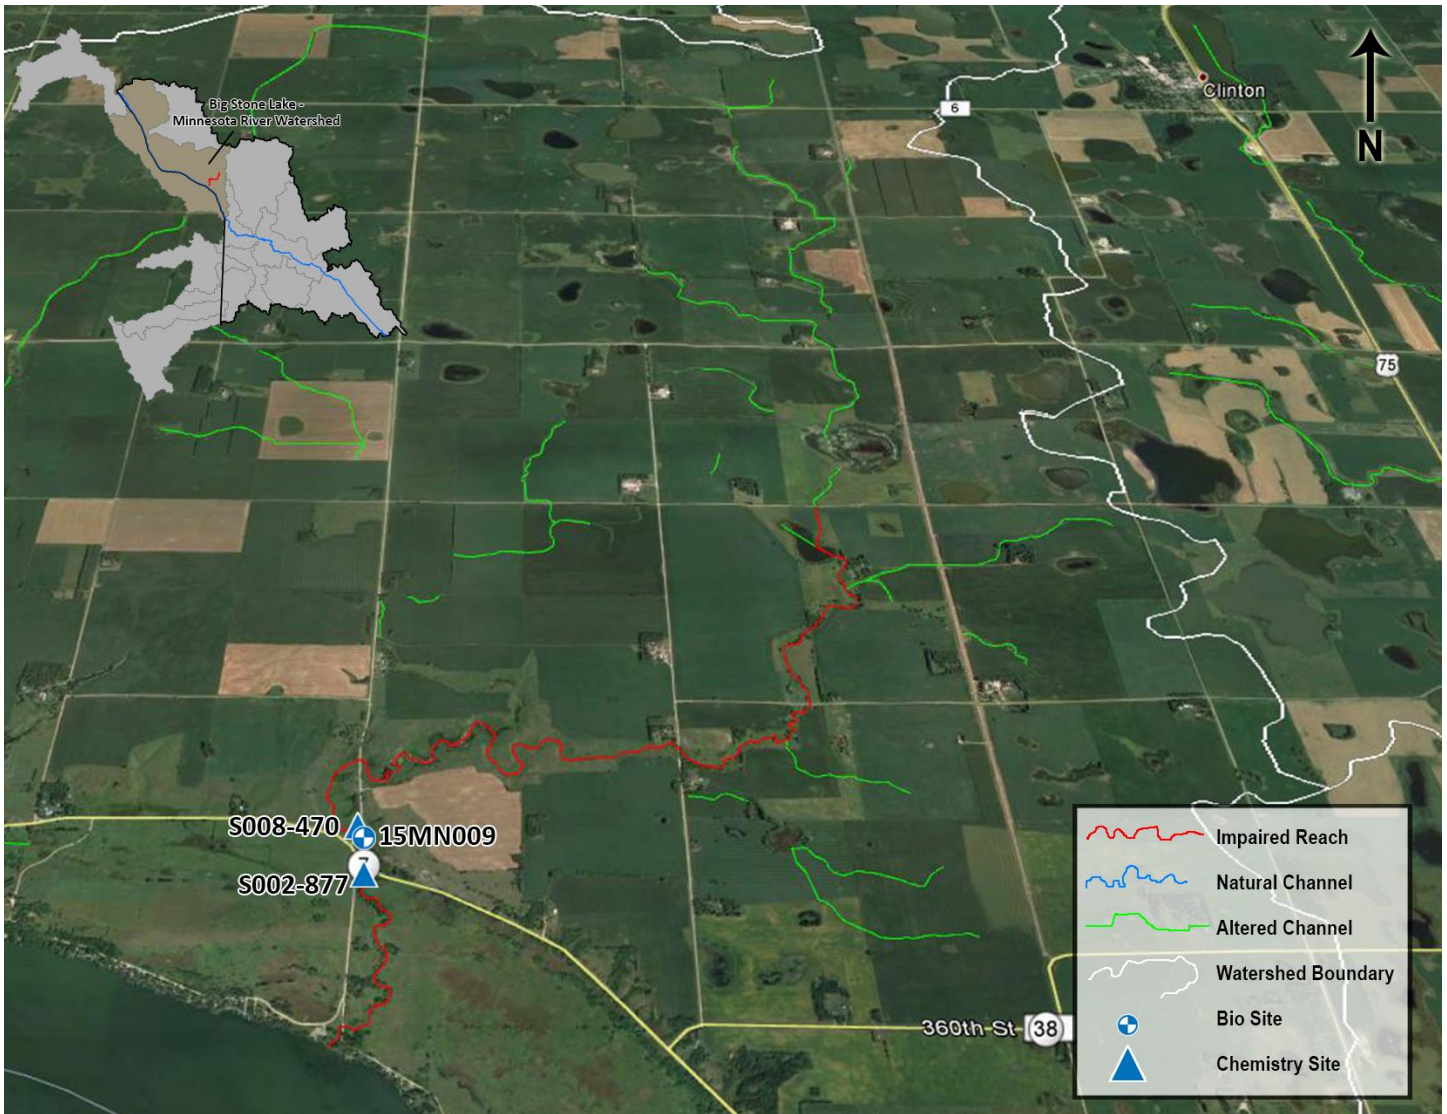 Big Stone Lake -
Minnesota River Watershed
6
Clinton
N
75
S008-470
15MN009
7
S002-877
360th St
38
Impaired Reach
Natural Channel
Altered Channel
Watershed Boundary
Bio Site
Chemistry Site